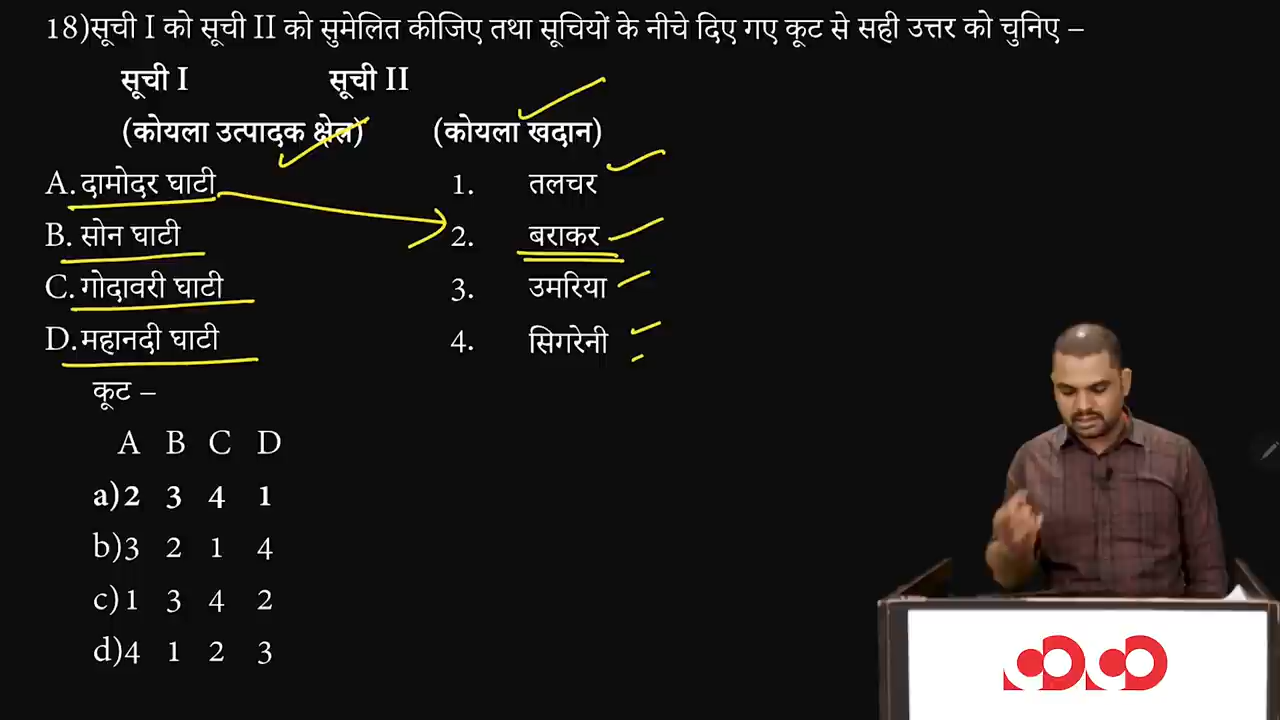 18)सूची I को सूची II को सुमेलित कीजिए तथा सूचियों के नीचे दिए गए कूट से सही उत्तर को चुनिए –
सूची I सूची II
(कोयला उत्पादक क्षेत्र) (कोयला खदान)
A. दामोदर घाटी 1. तलचर
B. सोन घाटी 2. बराकर
C. गोदावरी घाटी 3. उमरिया
D. महानदी घाटी 4. सिगरेनी
कूट –
A B C D
a) 2 3 4 1
b) 3 2 1 4
c) 1 3 4 2
d) 4 1 2 3